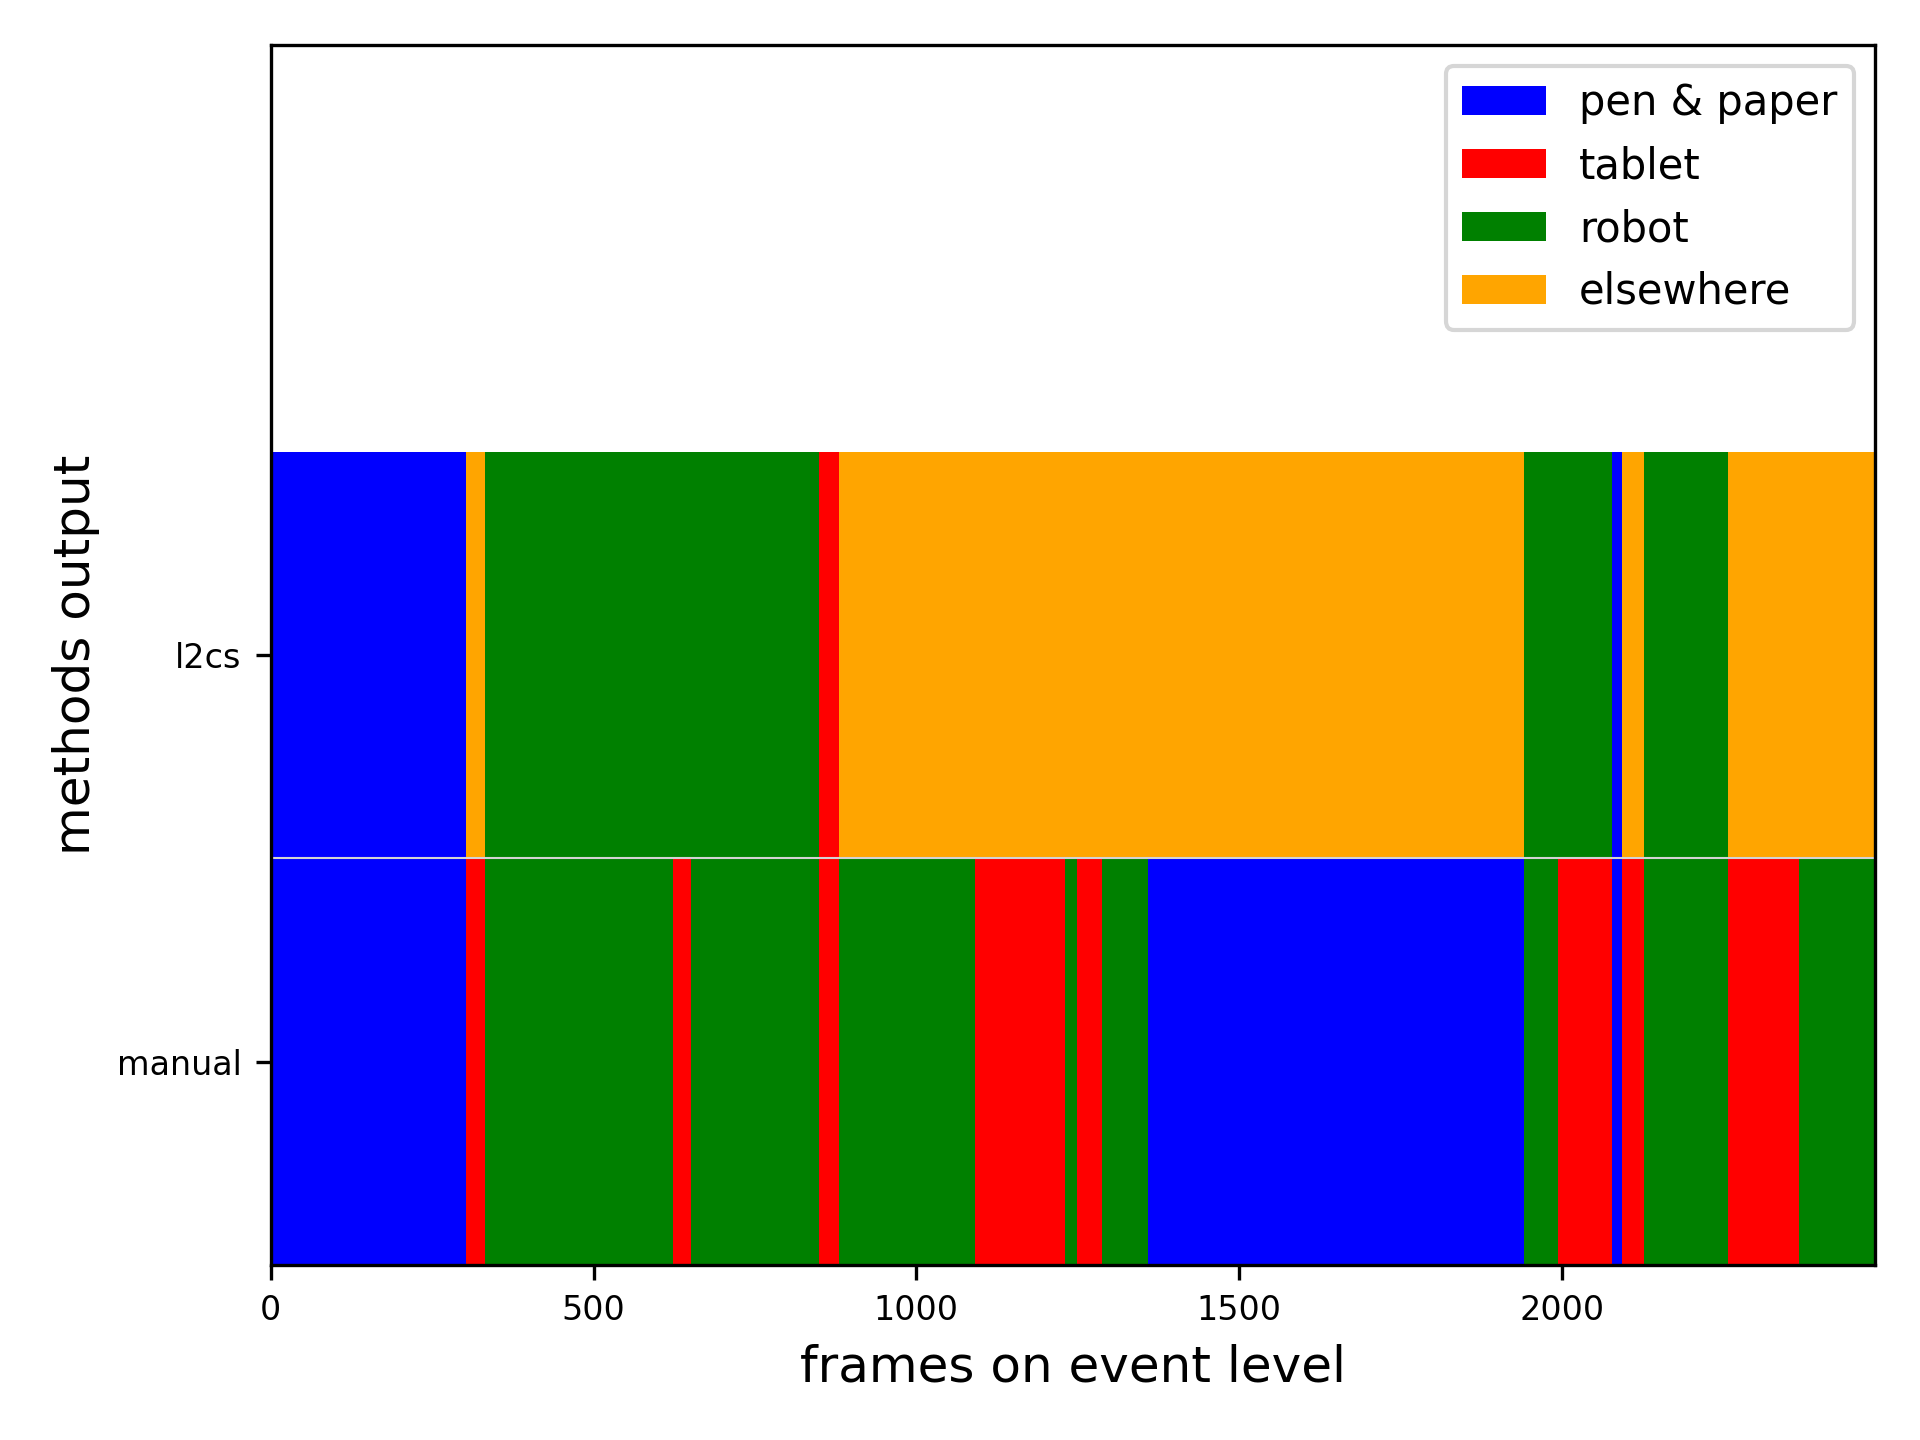 pen & paper
tablet
robot
elsewhere
methods output
l2cs
manual
0 500 1000 1500 2000
frames on event level